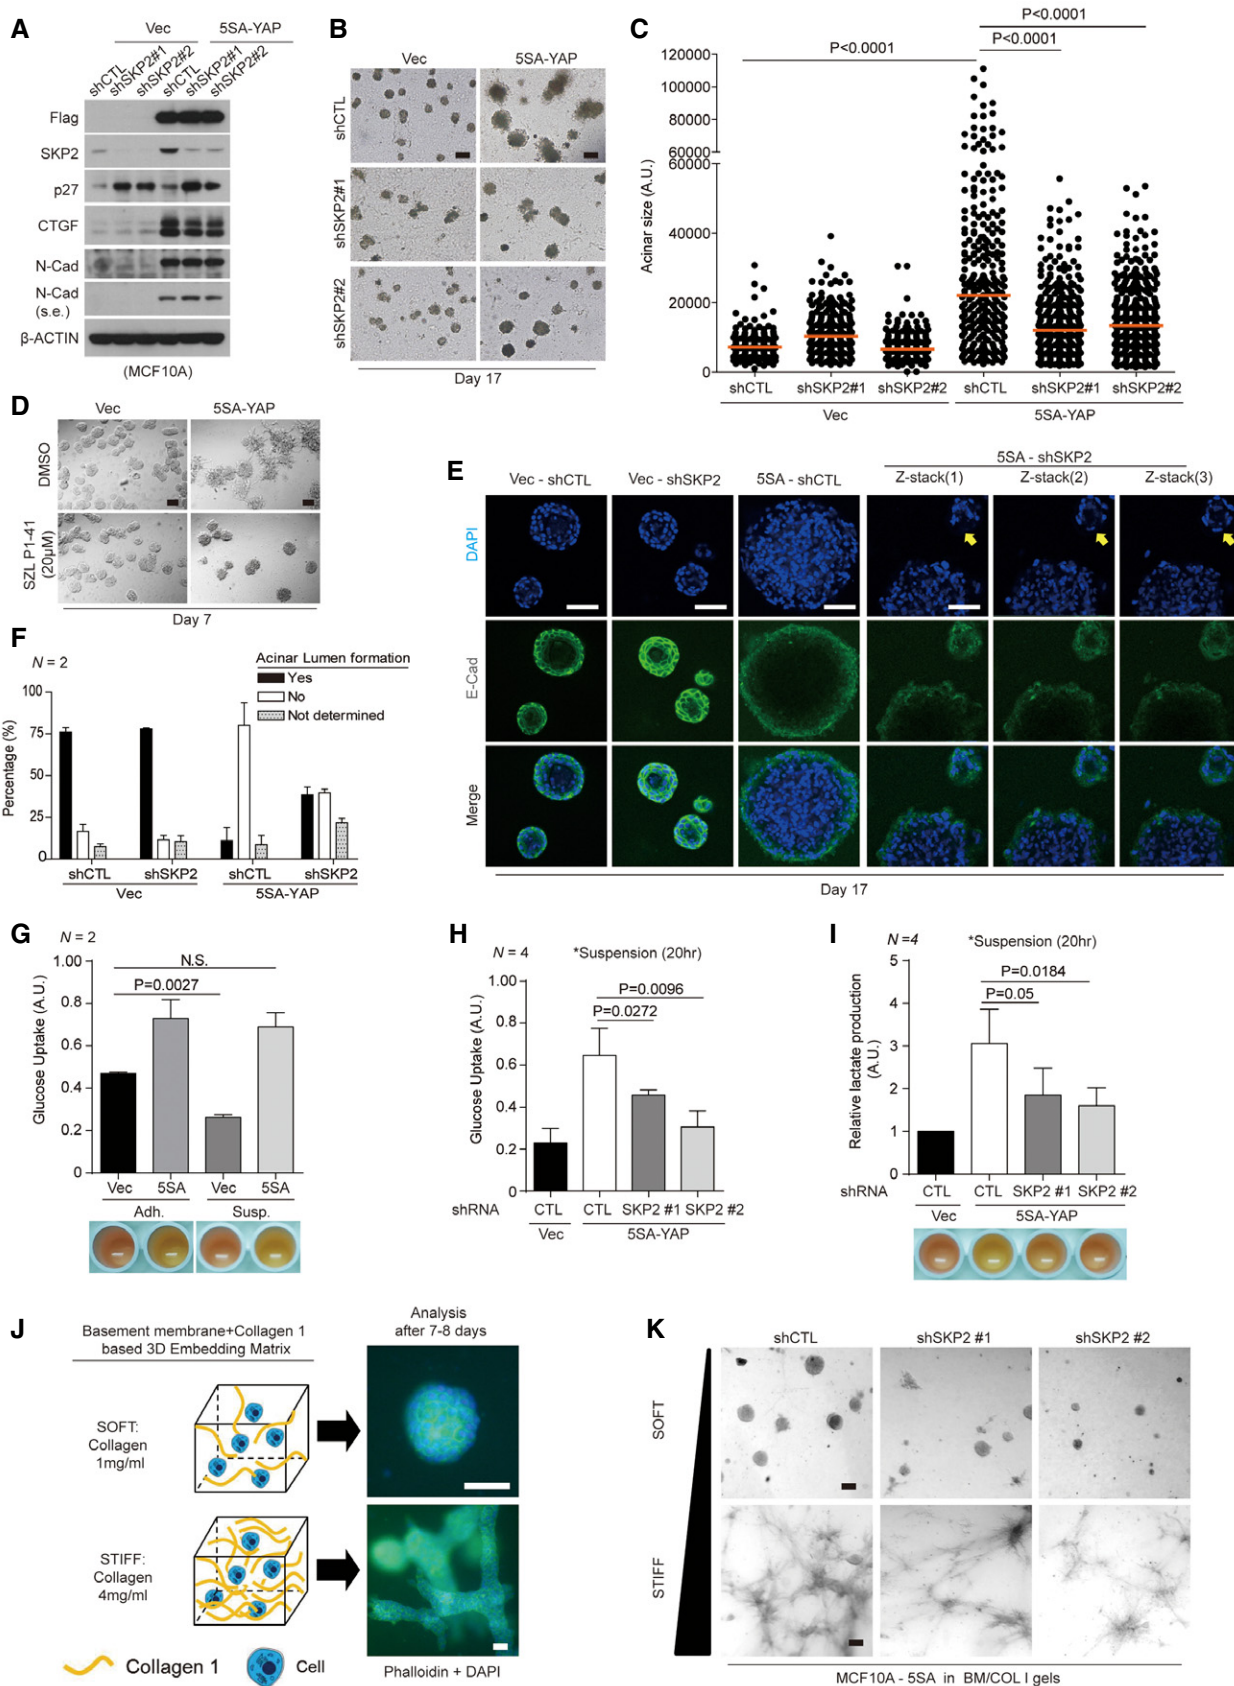 A
Vec
5SA-YAP
shCTL
shSKP2#1
shSKP2#2
shCTL
shSKP2#1
shSKP2#2
Flag
SKP2
p27
CTGF
N-Cad
N-Cad
(s.e.)
β-ACTIN
(MCF10A)
B
Vec
5SA-YAP
shCTL
shSKP2#1
shSKP2#2
Day 17
C
P<0.0001
P<0.0001
P<0.0001
Acinar size (A.U.)
120000
100000
80000
60000
60000
40000
20000
0
shCTL
shSKP2#1
shSKP2#2
shCTL
shSKP2#1
shSKP2#2
Vec
5SA-YAP
D
Vec
5SA-YAP
DMSO
SZL P1-41
(20µM)
Day 7
E
5SA - shSKP2
Vec - shCTL
Vec - shSKP2
5SA - shCTL
Z-stack(1)
Z-stack(2)
Z-stack(3)
DAPI
E-Cad
Merge
Day 17
F
N = 2
Acinar Lumen formation
Yes
No
Not determined
Percentage (%)
100
75
50
25
0
shCTL
shSKP2
shCTL
shSKP2
Vec
5SA-YAP
G
N = 2
N.S.
P=0.0027
Glucose Uptake (A.U.)
1.00
0.8
0.6
0.4
0.2
0
Vec
5SA
Vec
5SA
Adh.
Susp.
H
N = 4
*Suspension (20hr)
P=0.0096
P=0.0272
Glucose Uptake (A.U.)
1.00
0.8
0.6
0.4
0.2
0
shRNA
CTL
CTL
SKP2 #1
SKP2 #2
Vec
5SA-YAP
I
N =4
*Suspension (20hr)
P=0.0184
P=0.05
Relative lactate production
(A.U.)
5
4
3
2
1
0
shRNA
CTL
CTL
SKP2 #1
SKP2 #2
Vec
5SA-YAP
J
Basement membrane+Collagen 1
based 3D Embedding Matrix
Analysis
after 7-8 days
SOFT:
Collagen
1mg/ml
STIFF:
Collagen
4mg/ml
Collagen 1
Cell
Phalloidin + DAPI
K
shCTL
shSKP2 #1
shSKP2 #2
SOFT
STIFF
MCF10A - 5SA in BM/COL I gels